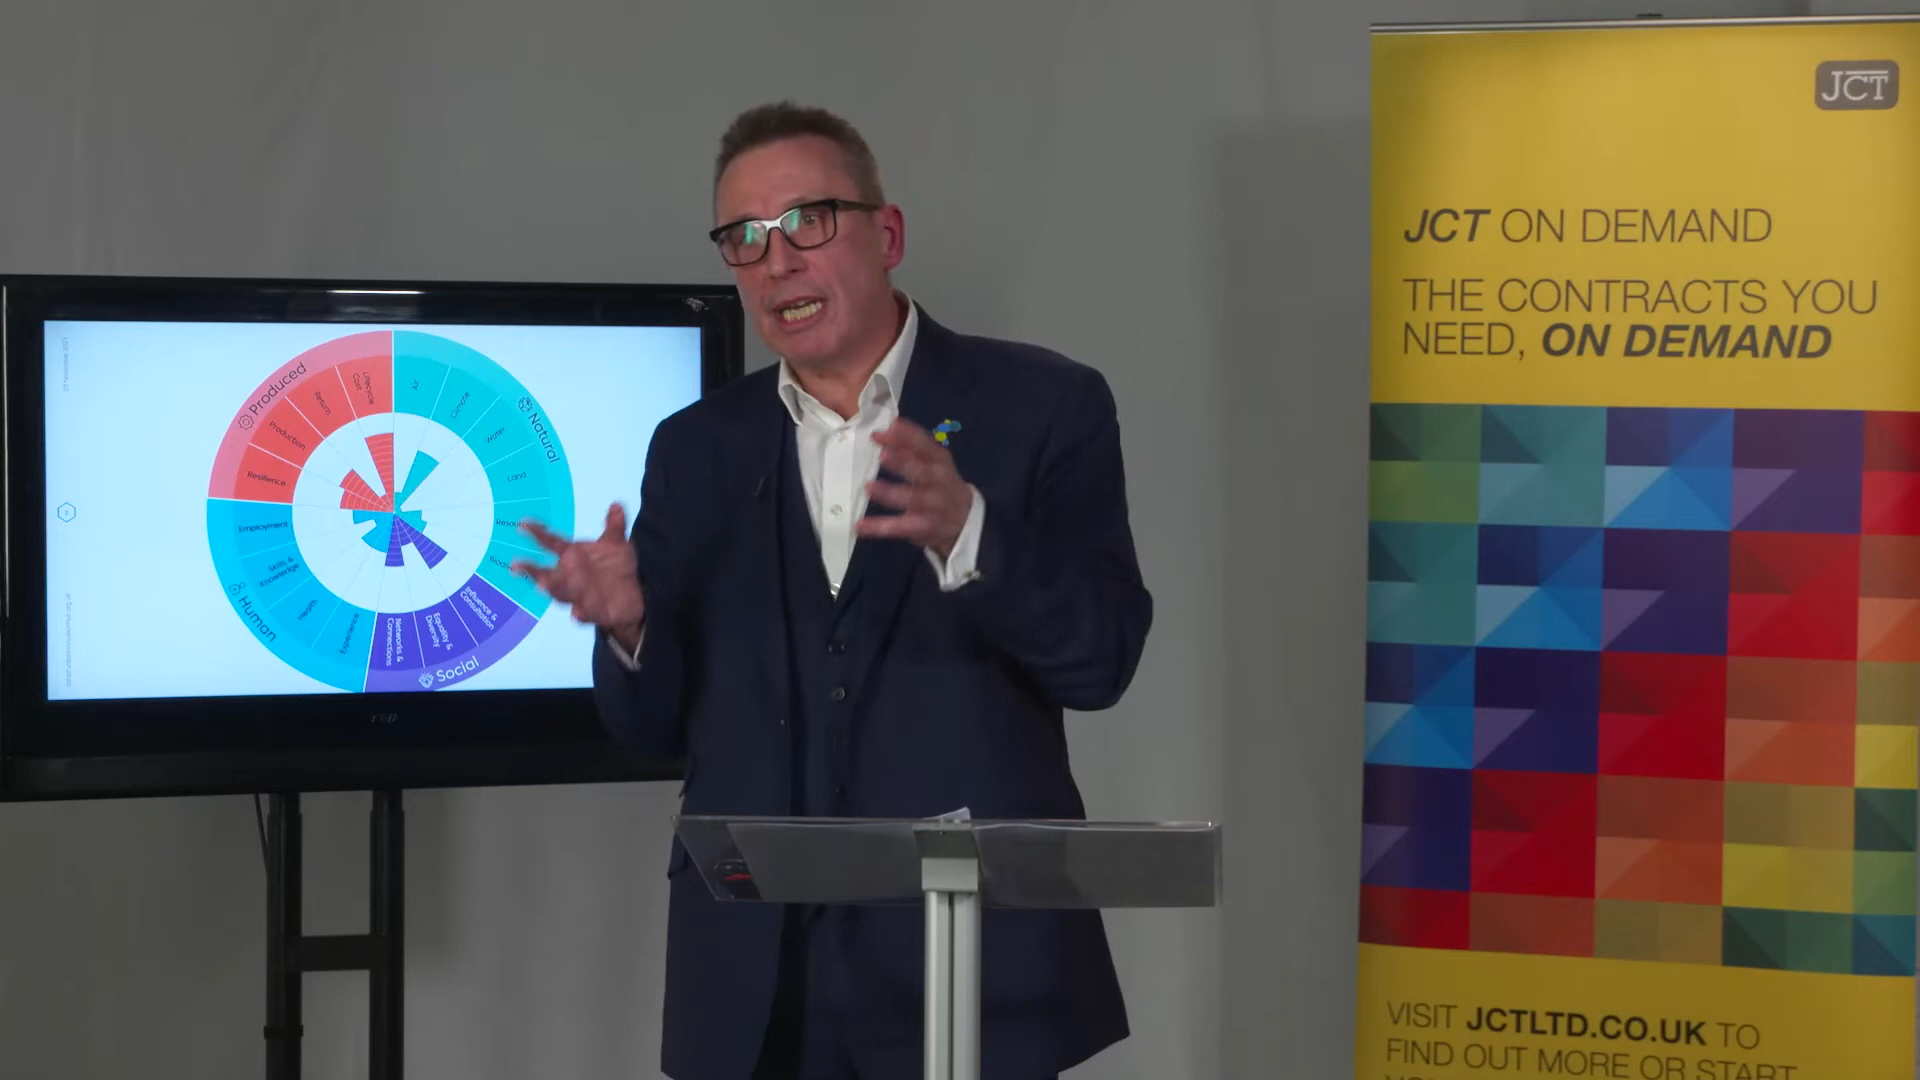 Produced
Lifecycle
Cost
Return
Production
Resilience
Natural
Air
Climate
Water
Land
Human
Employment
Skills &
Knowledge
Health
Experience
Social
Influence &
Consultation
Equality &
Diversity
Networks &
Connections
JCT
JCT ON DEMAND
THE CONTRACTS YOU
NEED, ON DEMAND
VISIT JCTLTD.CO.UK TO
FIND OUT MORE OR START